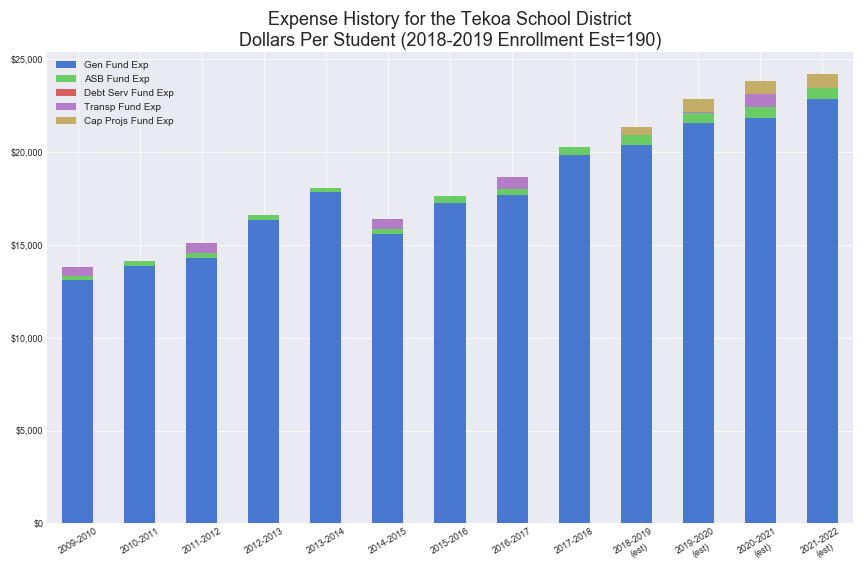 Expense History for the Tekoa School District
Dollars Per Student (2018-2019 Enrollment Est=190)
$25,000
$20,000
$15,000
$10,000
$5,000
$0
Gen Fund Exp
ASB Fund Exp
Debt Serv Fund Exp
Transp Fund Exp
Cap Projs Fund Exp
2009-2010
2010-2011
2011-2012
2012-2013
2013-2014
2014-2015
2015-2016
2016-2017
2017-2018
2018-2019
(est)
2019-2020
(est)
2020-2021
(est)
2021-2022
(est)